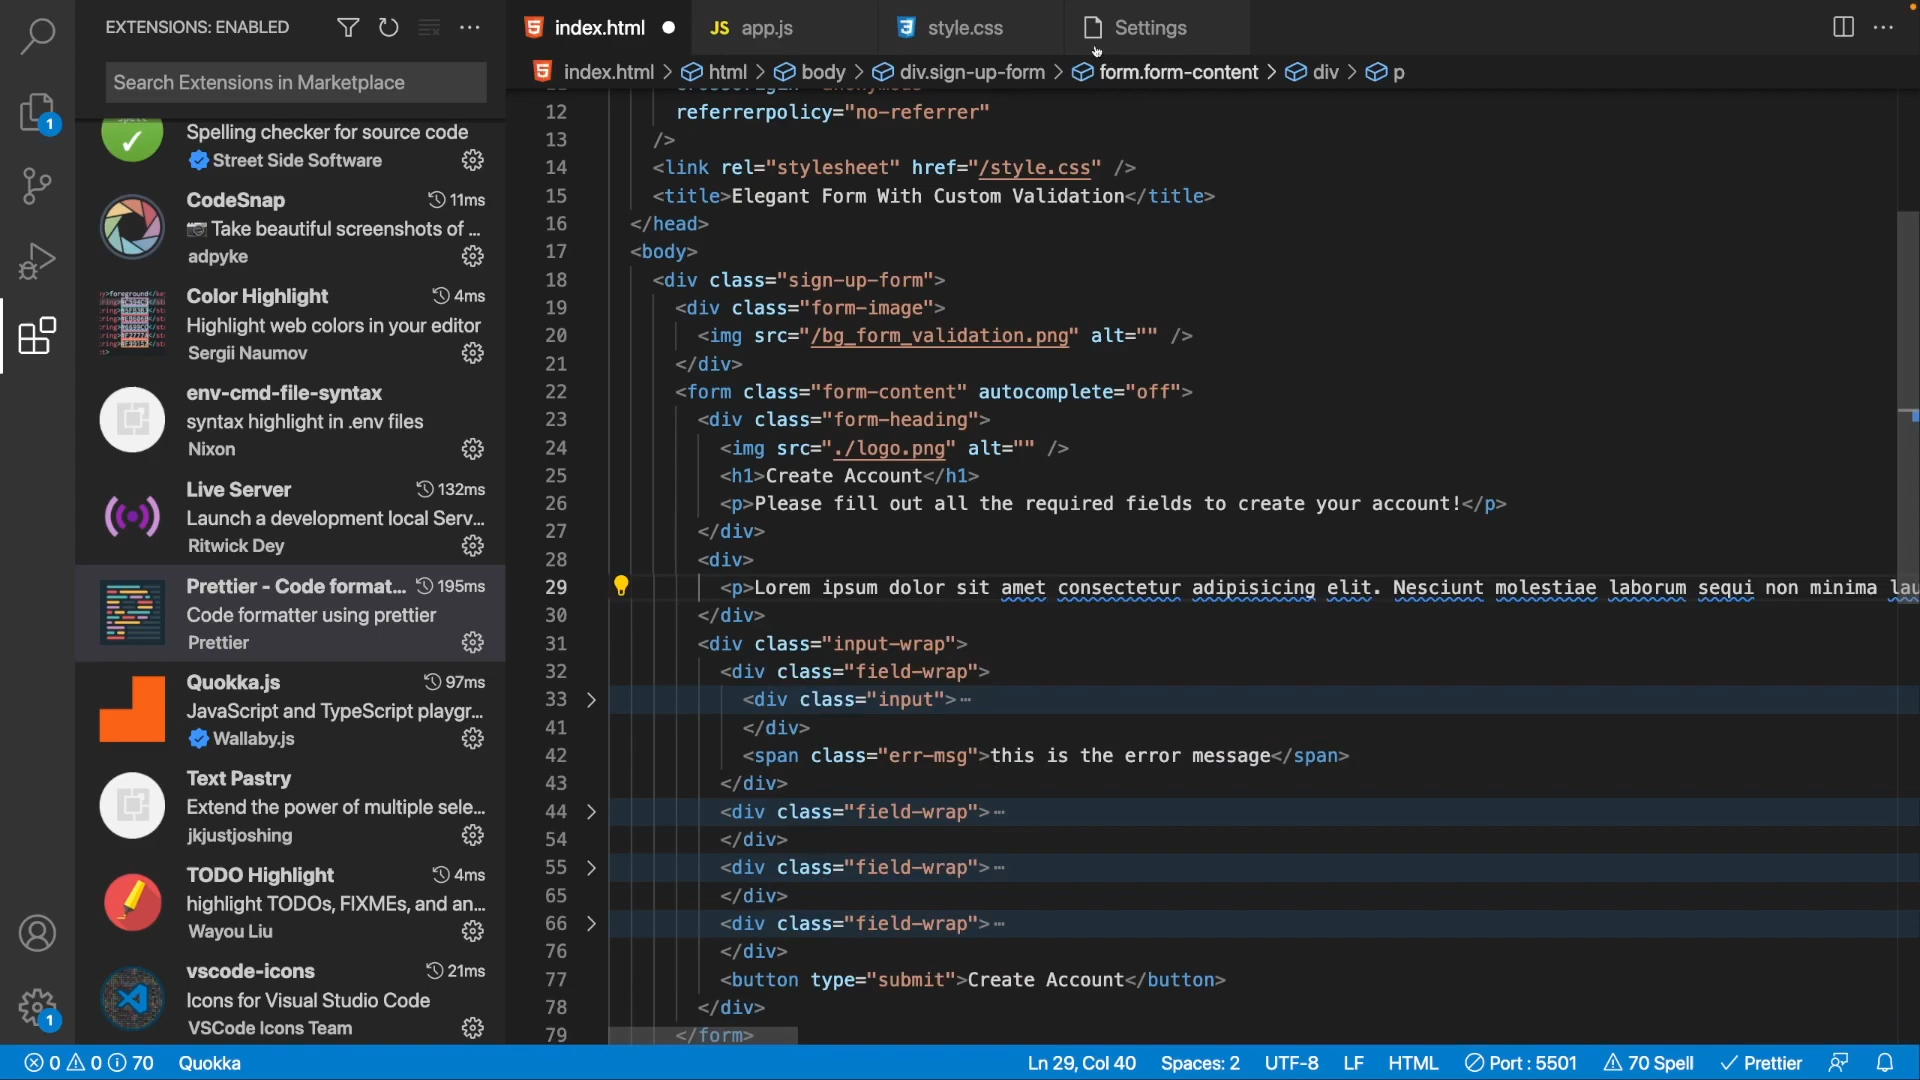 EXTENSIONS: ENABLED
Search Extensions in Marketplace
Spelling checker for source code
Street Side Software
CodeSnap 11ms
Take beautiful screenshots of ...
adpyke
Color Highlight 4ms
Highlight web colors in your editor
Sergii Naumov
env-cmd-file-syntax
syntax highlight in .env files
Nixon
Live Server 132ms
Launch a development local Serv...
Ritwick Dey
Prettier - Code format... 195ms
Code formatter using prettier
Prettier
Quokka.js 97ms
JavaScript and TypeScript playgr...
Wallaby.js
Text Pastry
Extend the power of multiple sele...
jkjustjoshing
TODO Highlight 4ms
highlight TODOs, FIXMEs, and an...
Wayou Liu
vscode-icons 21ms
Icons for Visual Studio Code
VSCode Icons Team
1
1
index.html JS app.js style.css Settings
index.html > html > body > div.sign-up-form > form.form-content > div > p
12 referrerpolicy="no-referrer"
13 />
14 <link rel="stylesheet" href="/style.css" />
15 <title>Elegant Form With Custom Validation</title>
16 </head>
17 <body>
18 <div class="sign-up-form">
19 <div class="form-image">
20 <img src="/bg_form_validation.png" alt="" />
21 </div>
22 <form class="form-content" autocomplete="off">
23 <div class="form-heading">
24 <img src="./logo.png" alt="" />
25 <h1>Create Account</h1>
26 <p>Please fill out all the required fields to create your account!</p>
27 </div>
28 <div>
29 <p>Lorem ipsum dolor sit amet consectetur adipisicing elit. Nesciunt molestiae laborum sequi non minima lau
30 </div>
31 <div class="input-wrap">
32 <div class="field-wrap">
33 <div class="input">…
41 </div>
42 <span class="err-msg">this is the error message</span>
43 </div>
44 <div class="field-wrap">…
54 </div>
55 <div class="field-wrap">…
65 </div>
66 <div class="field-wrap">…
76 </div>
77 <button type="submit">Create Account</button>
78 </div>
79 </form>
0 0 70 Quokka Ln 29, Col 40 Spaces: 2 UTF-8 LF HTML Port : 5501 70 Spell Prettier